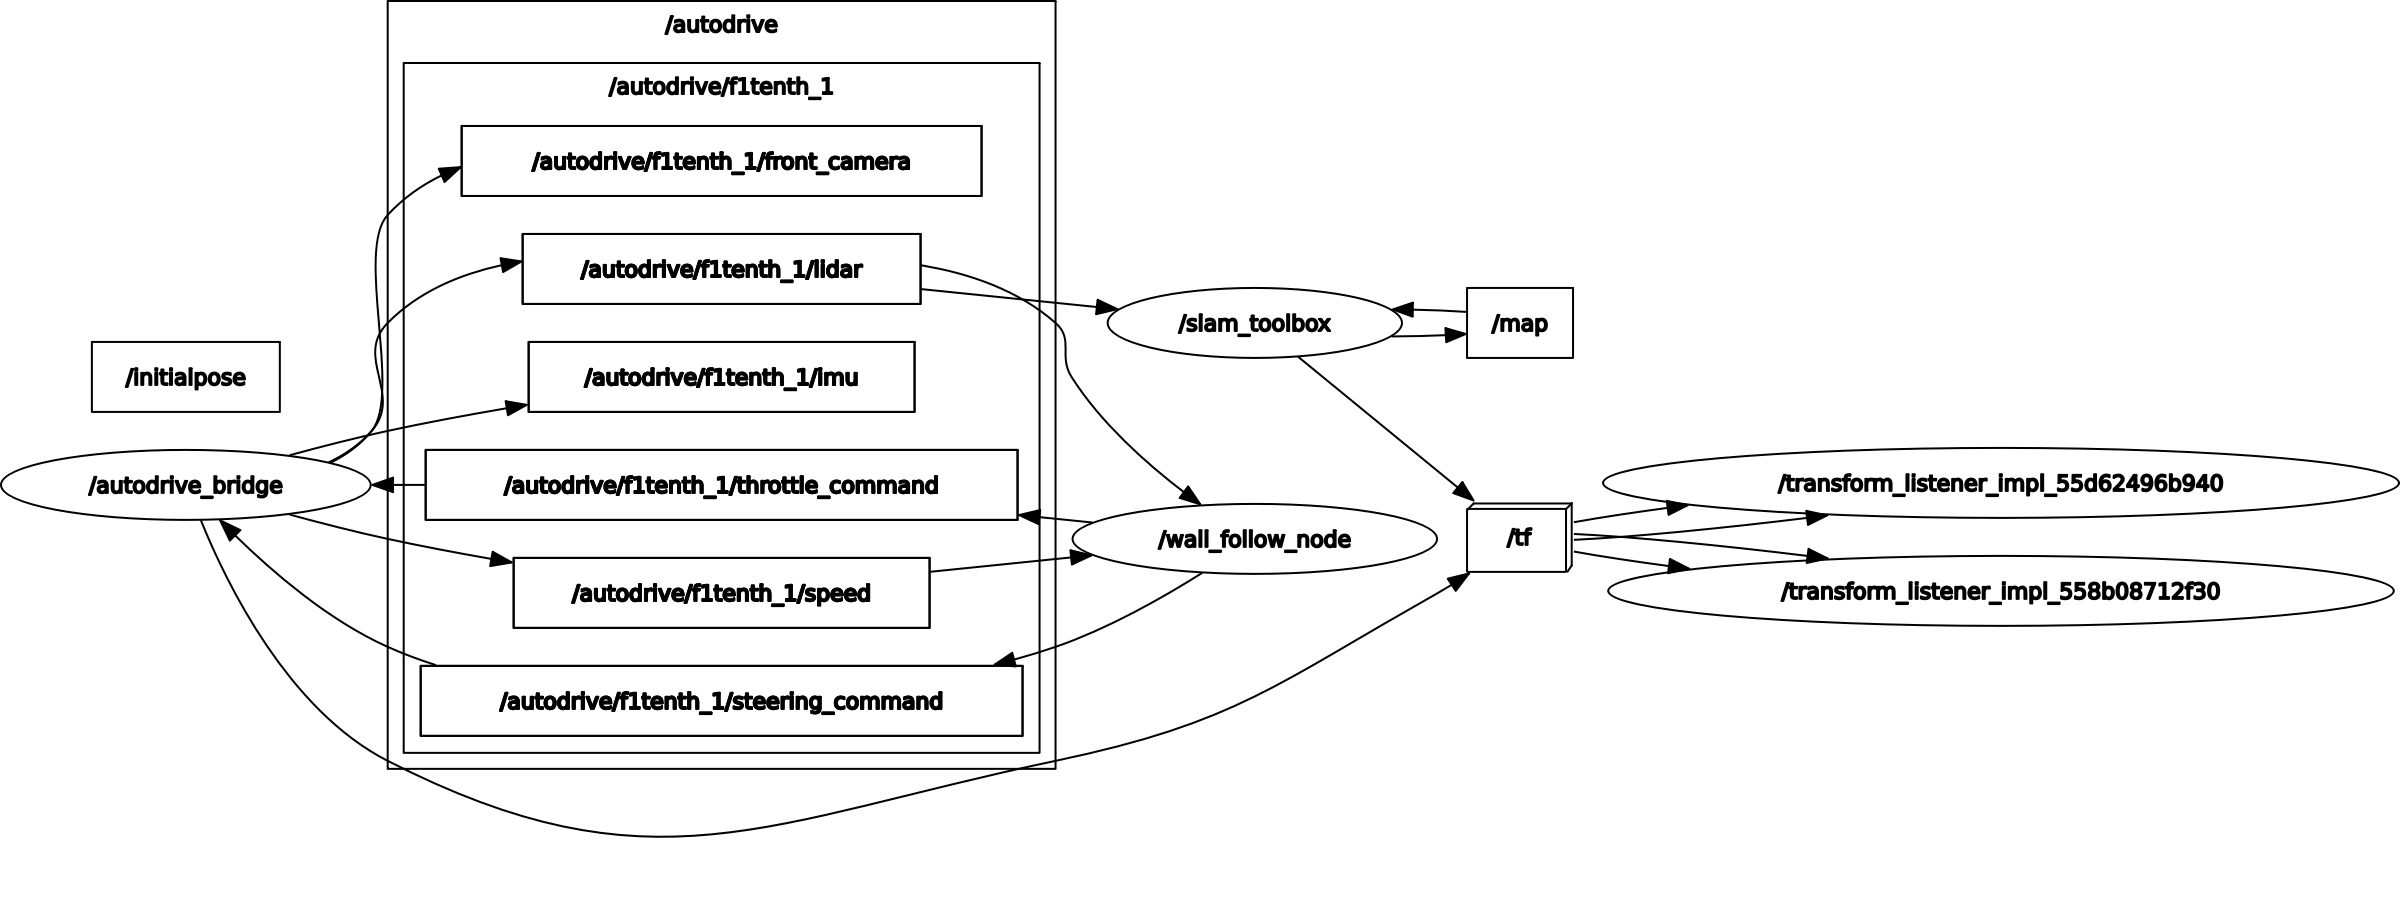 /autodrive
/autodrive/f1tenth_1
/autodrive/f1tenth_1/front_camera
/autodrive/f1tenth_1/lidar
/slam_toolbox
/map
/initialpose
/autodrive/f1tenth_1/imu
/autodrive_bridge
/autodrive/f1tenth_1/throttle_command
/transform_listener_impl_55d62496b940
/wall_follow_node
/tf
/autodrive/f1tenth_1/speed
/transform_listener_impl_558b08712f30
/autodrive/f1tenth_1/steering_command